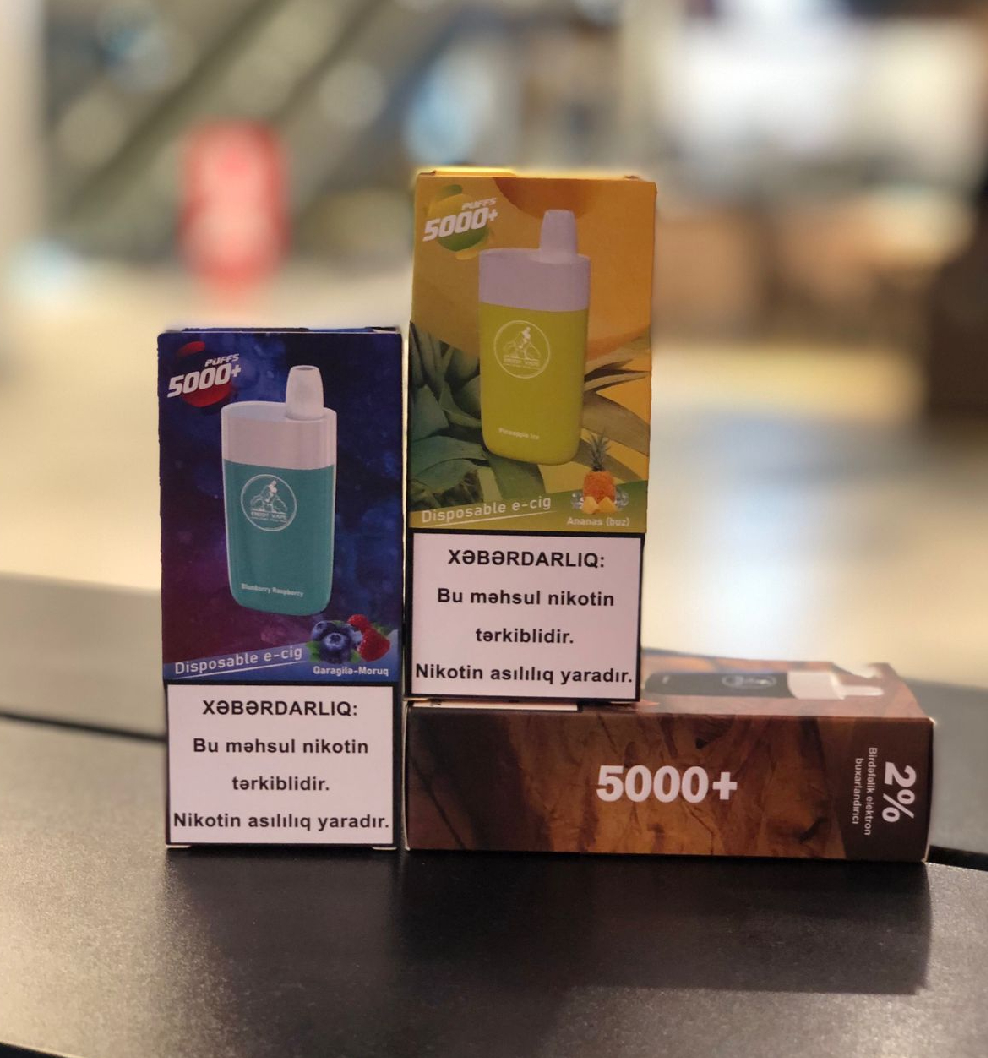 PUFFS
5000+
Blueberry Raspberry
Disposable e-cig
Qaragilə-Moruq
XƏBƏRDARLIQ:
Bu məhsul nikotin
tərkiblidir.
Nikotin asılılıq yaradır.
PUFFS
5000+
Pineapple Ice
Disposable e-cig
Ananas (buz)
XƏBƏRDARLIQ:
Bu məhsul nikotin
tərkiblidir.
Nikotin asılılıq yaradır.
5000+
2%
Birdəfəlik elektron
buxarlandırıcı